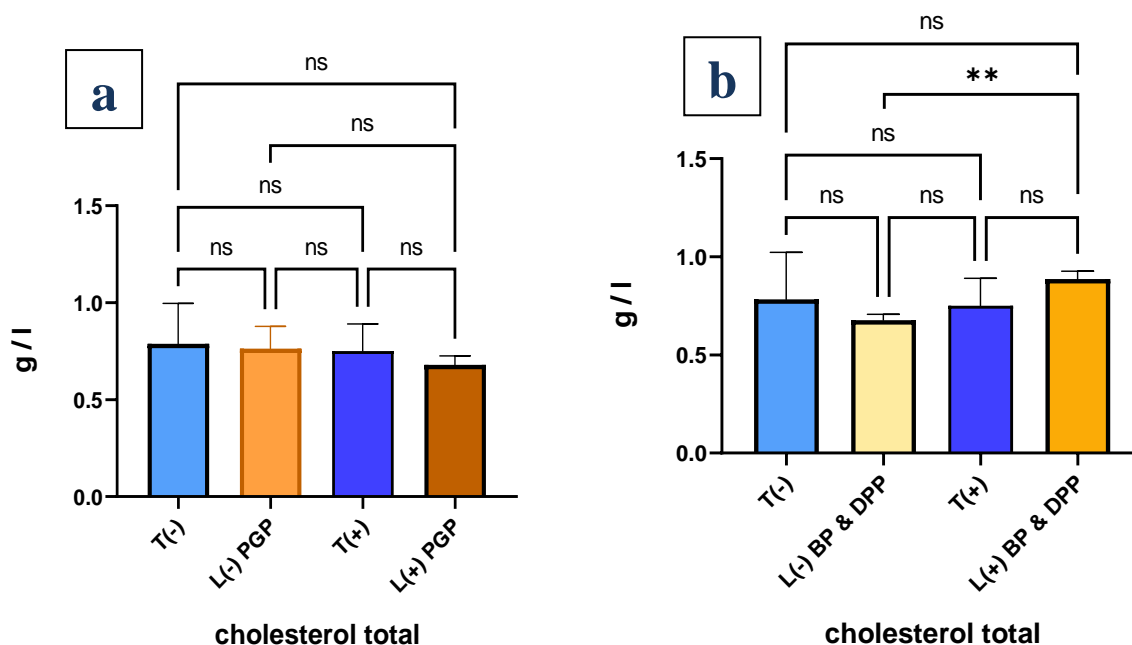 a
ns
ns
ns
ns
ns
ns
1.5
1.0
0.5
0.0
g / l
T(-)
L(-) PGP
T(+)
L(+) PGP
cholesterol total
b
ns
**
ns
ns
ns
ns
1.5
1.0
0.5
0.0
g / l
T(-)
L(-) BP & DPP
T(+)
L(+) BP & DPP
cholesterol total